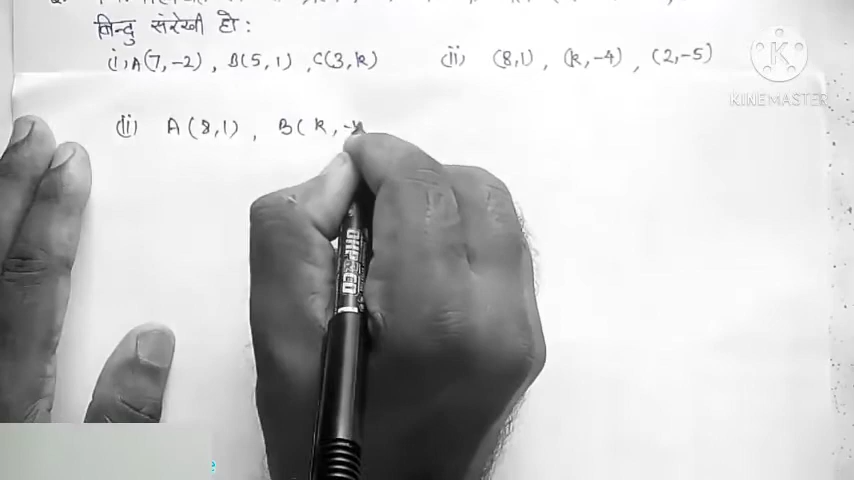 बिन्दु संरेखी हो :
(i) A(7,-2) , B(5,1) , C(3,k) (ii) (8,1) , (k,-4) , (2,-5)
KINEMASTER
(ii) A(8,1) , B(k,-4